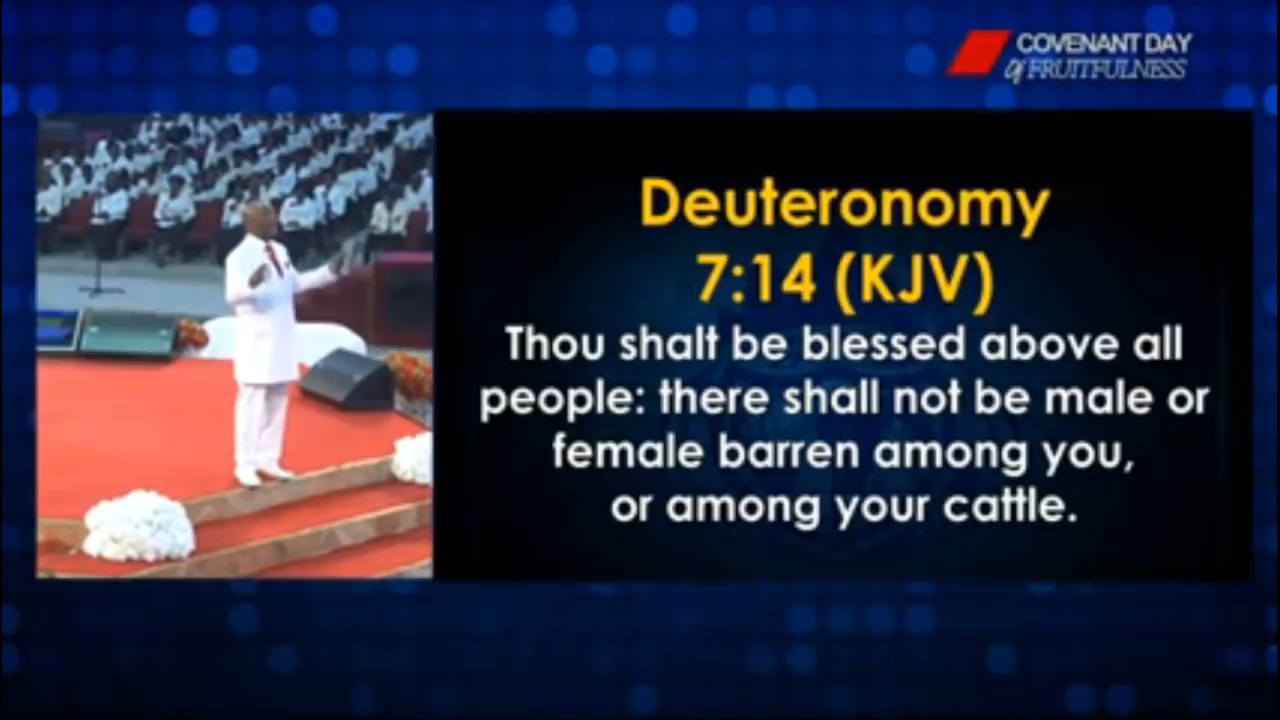 COVENANT DAY
of FRUITFULNESS
Deuteronomy
7:14 (KJV)
Thou shalt be blessed above all
people: there shall not be male or
female barren among you,
or among your cattle.